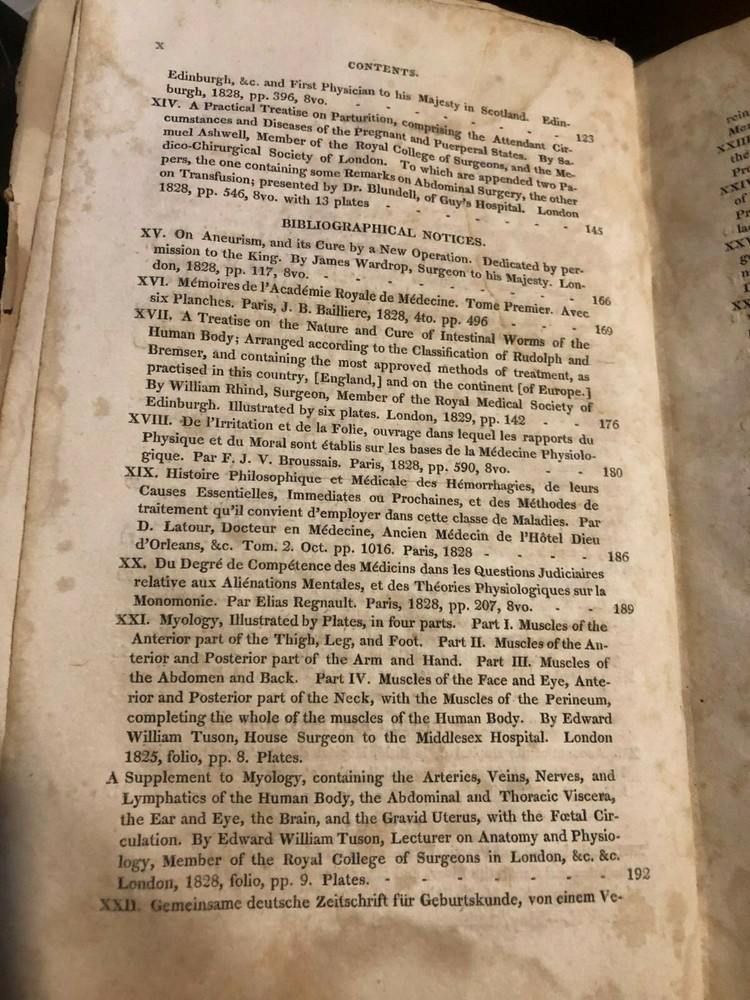 x
CONTENTS.
Edinburgh, &c. and First Physician to his Majesty in Scotland. Edin-
burgh, 1828, pp. 396, 8vo. - - - - - - - 123
XIV. A Practical Treatise on Parturition, comprising the Attendant Cir-
cumstances and Diseases of the Pregnant and Puerperal States. By Sa-
muel Ashwell, Member of the Royal College of Surgeons, and the Me-
dico-Chirurgical Society of London. To which are appended two Pa-
pers, the one containing some Remarks on Abdominal Surgery, the other
on Transfusion; presented by Dr. Blundell, of Guy's Hospital. London
1828, pp. 546, 8vo. with 13 plates - - - - - - 145
BIBLIOGRAPHICAL NOTICES.
XV. On Aneurism, and its Cure by a New Operation. Dedicated by per-
mission to the King. By James Wardrop, Surgeon to his Majesty. Lon-
don, 1828, pp. 117, 8vo. - - - - - - - - 166
XVI. Mémoires de l'Académie Royale de Médecine. Tome Premier. Avec
six Planches. Paris, J. B. Bailliere, 1828, 4to. pp. 496 - - - 169
XVII. A Treatise on the Nature and Cure of Intestinal Worms of the
Human Body; Arranged according to the Classification of Rudolph and
Bremser, and containing the most approved methods of treatment, as
practised in this country, [England,] and on the continent [of Europe.]
By William Rhind, Surgeon, Member of the Royal Medical Society of
Edinburgh. Illustrated by six plates. London, 1829, pp. 142 - - 176
XVIII. De l'Irritation et de la Folie, ouvrage dans lequel les rapports du
Physique et du Moral sont établis sur les bases de la Médecine Physiolo-
gique. Par F. J. V. Broussais. Paris, 1828, pp. 590, 8vo. - - 180
XIX. Histoire Philosophique et Médicale des Hémorrhagies, de leurs
Causes Essentielles, Immediates ou Prochaines, et des Méthodes de
traitement qu'il convient d'employer dans cette classe de Maladies. Par
D. Latour, Docteur en Médecine, Ancien Médecin de l'Hôtel Dieu
d'Orleans, &c. Tom. 2. Oct. pp. 1016. Paris, 1828 - - - - 186
XX. Du Degré de Compétence des Médicins dans les Questions Judiciaires
relative aux Aliénations Mentales, et des Théories Physiologiques sur la
Monomonie. Par Elias Regnault. Paris, 1828, pp. 207, 8vo. - - 189
XXI. Myology, Illustrated by Plates, in four parts. Part I. Muscles of the
Anterior part of the Thigh, Leg, and Foot. Part II. Muscles of the An-
terior and Posterior part of the Arm and Hand. Part III. Muscles of
the Abdomen and Back. Part IV. Muscles of the Face and Eye, Ante-
rior and Posterior part of the Neck, with the Muscles of the Perineum,
completing the whole of the muscles of the Human Body. By Edward
William Tuson, House Surgeon to the Middlesex Hospital. London
1825, folio, pp. 8. Plates.
A Supplement to Myology, containing the Arteries, Veins, Nerves, and
Lymphatics of the Human Body, the Abdominal and Thoracic Viscera,
the Ear and Eye, the Brain, and the Gravid Uterus, with the Fœtal Cir-
culation. By Edward William Tuson, Lecturer on Anatomy and Physio-
logy, Member of the Royal College of Surgeons in London, &c. &c.
London, 1828, folio, pp. 9. Plates. - - - - - - - 192
XXII. Gemeinsame deutsche Zeitschrift für Geburtskunde, von einem Ve-